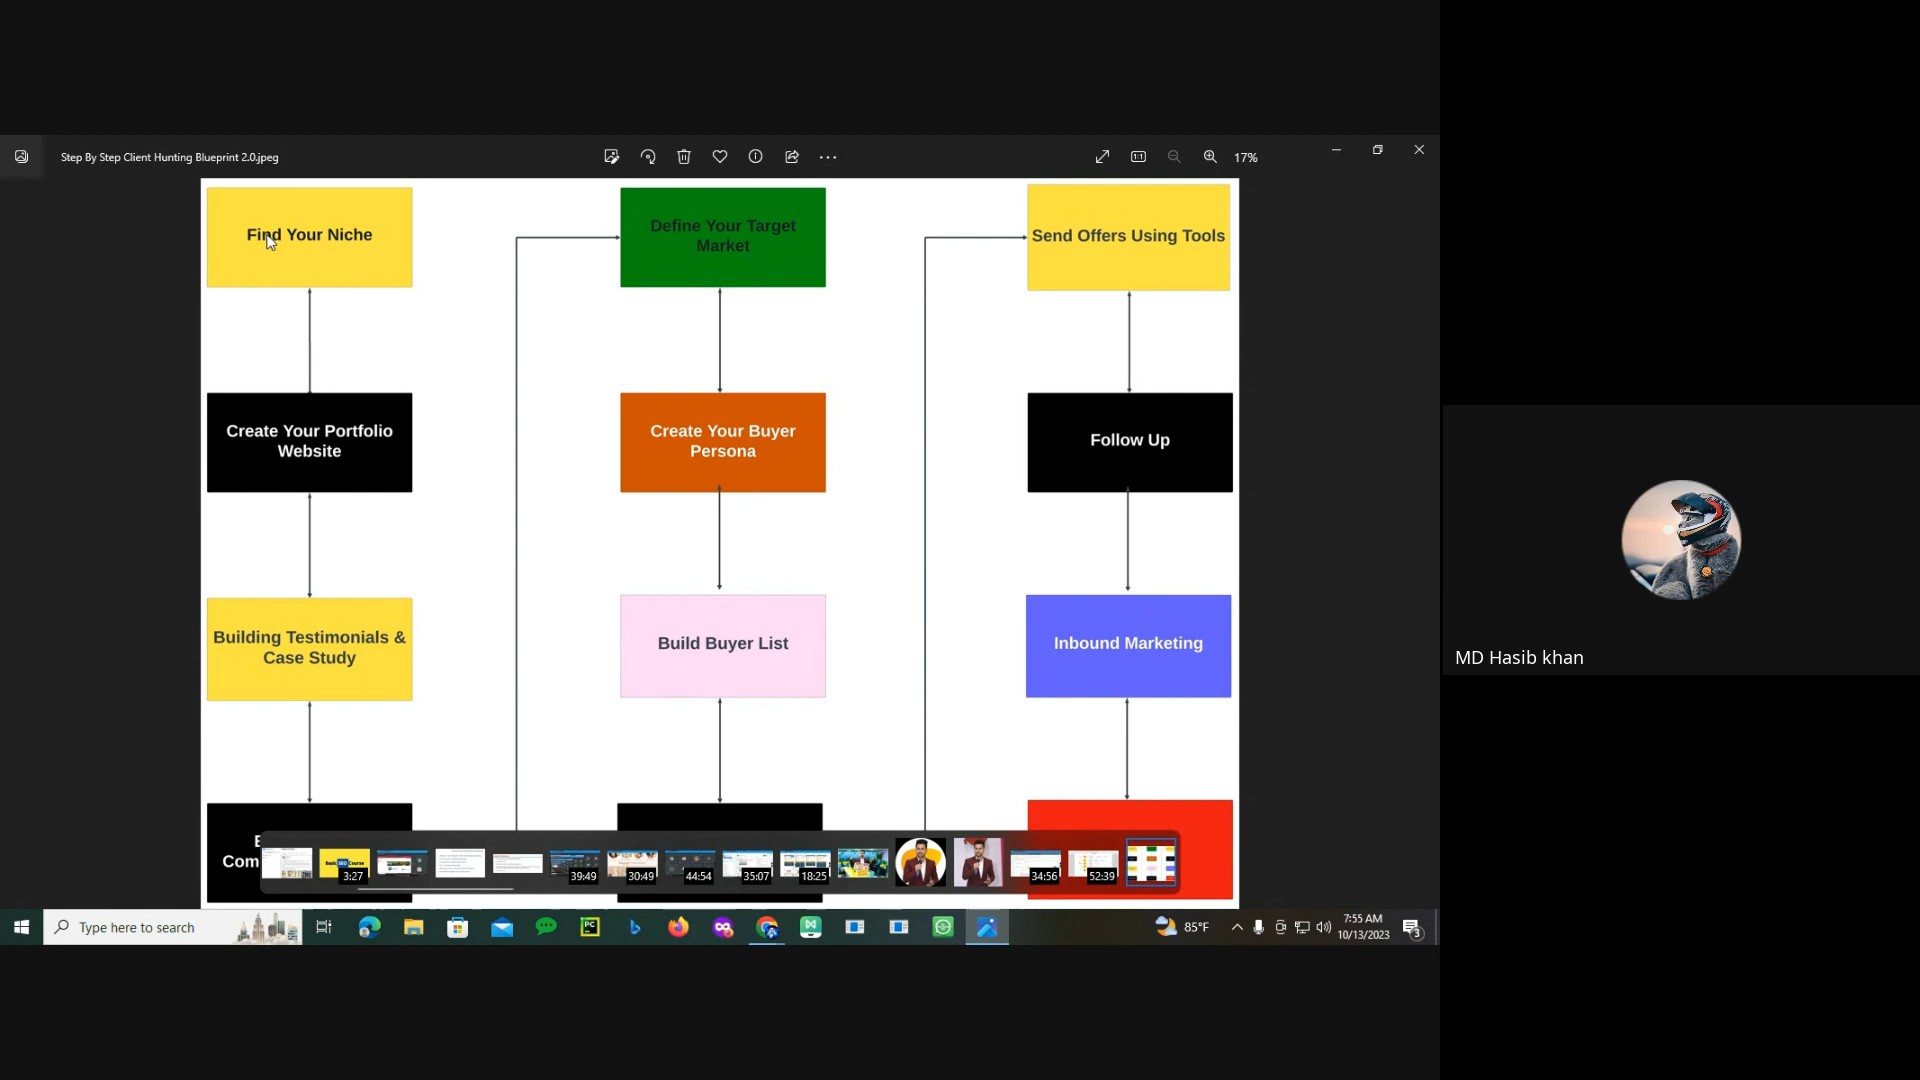 Step By Step Client Hunting Blueprint 2.0.jpeg
17%
Find Your Niche
Define Your Target
Market
Send Offers Using Tools
Create Your Portfolio
Website
Create Your Buyer
Persona
Follow Up
Building Testimonials &
Case Study
Build Buyer List
Inbound Marketing
MD Hasib khan
3:27
39:49
30:49
44:54
35:07
18:25
34:56
52:39
Type here to search
85°F
7:55 AM
10/13/2023
3